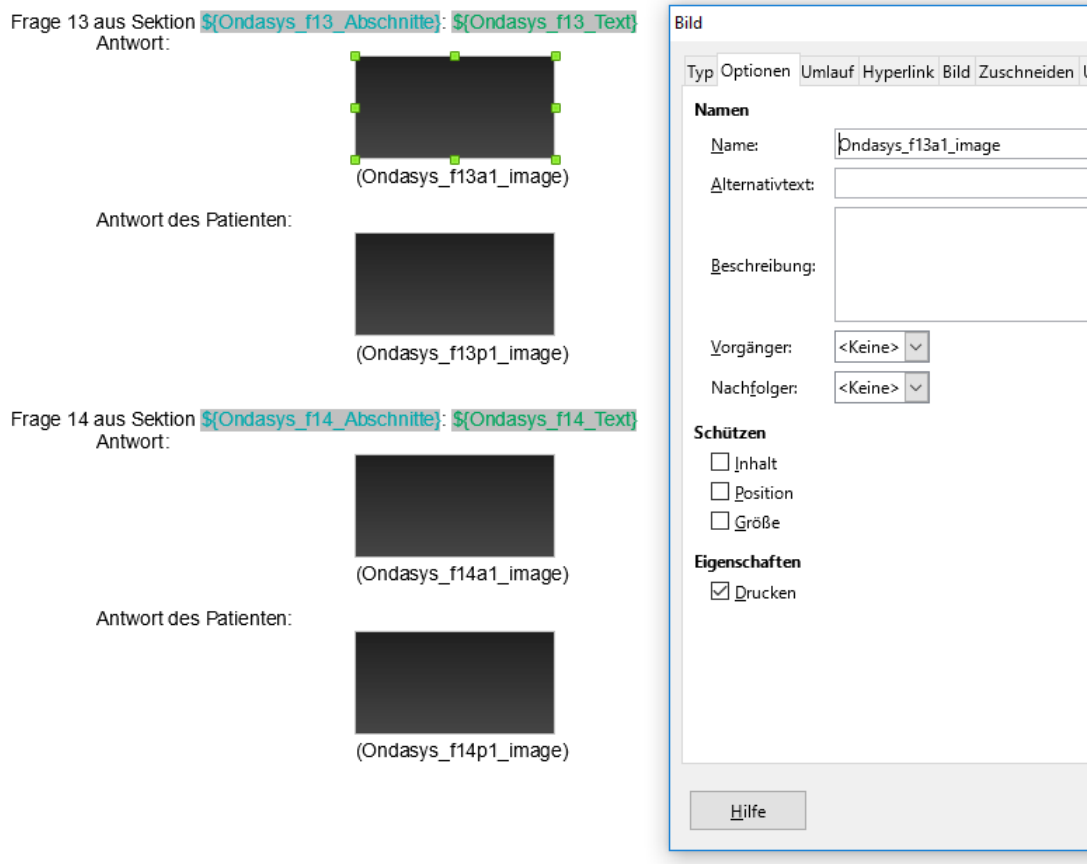 Frage 13 aus Sektion ${Ondasys_f13_Abschnitte}: ${Ondasys_f13_Text}
Antwort:
(Ondasys_f13a1_image)
Antwort des Patienten:
(Ondasys_f13p1_image)
Frage 14 aus Sektion ${Ondasys_f14_Abschnitte}: ${Ondasys_f14_Text}
Antwort:
(Ondasys_f14a1_image)
Antwort des Patienten:
(Ondasys_f14p1_image)
Bild
Typ Optionen Umlauf Hyperlink Bild Zuschneiden
Namen
Name: Ondasys_f13a1_image
Alternativtext:
Beschreibung:
Vorgänger: <Keine>
Nachfolger: <Keine>
Schützen
Inhalt
Position
Größe
Eigenschaften
Drucken
Hilfe